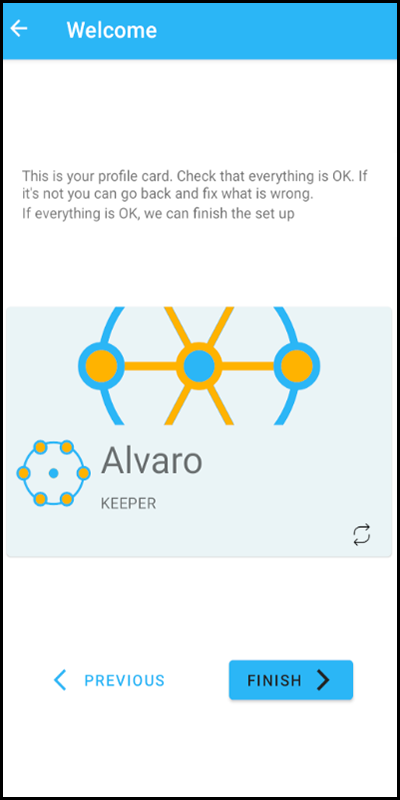 Welcome
This is your profile card. Check that everything is OK. If
it's not you can go back and fix what is wrong.
If everything is OK, we can finish the set up
Alvaro
KEEPER
PREVIOUS
FINISH